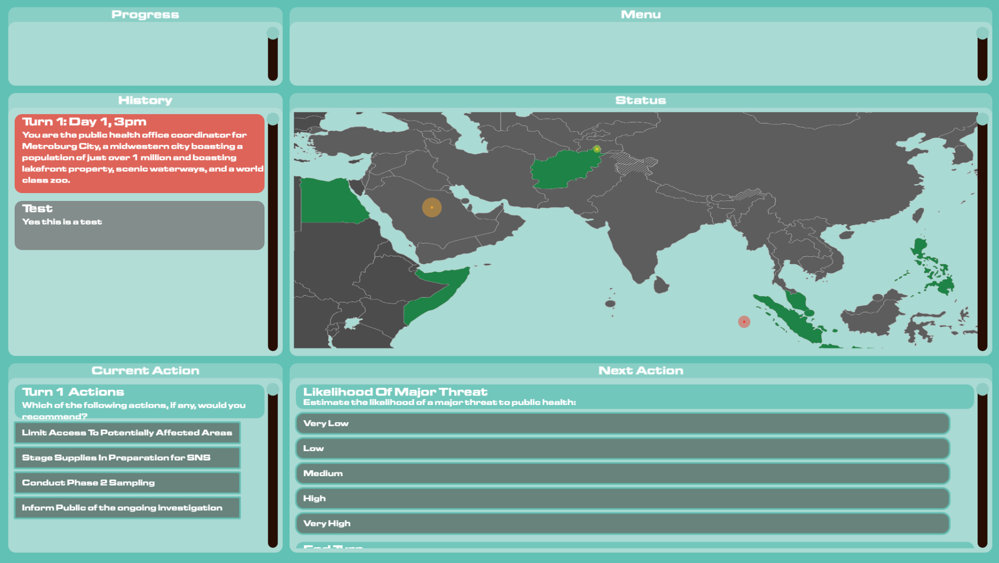 Progress
Menu
History
Turn 1: Day 1, 3pm
You are the public health office coordinator for
Metroburg City, a midwestern city boasting a
population of just over 1 million and boasting
lakefront property, scenic waterways, and a world
class zoo.
Test
Yes this is a test
Status
Current Action
Turn 1 Actions
Which of the following actions, if any, would you
recommend?
Limit Access To Potentially Affected Areas
Stage Supplies In Preparation for SNS
Conduct Phase 2 Sampling
Inform Public of the ongoing investigation
Next Action
Likelihood Of Major Threat
Estimate the likelihood of a major threat to public health:
Very Low
Low
Medium
High
Very High
End Turn